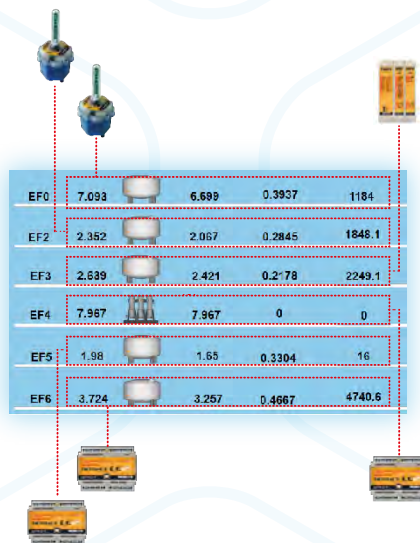 EF0 7.093 6.699 0.3937 1184
EF2 2.352 2.067 0.2845 1848.1
EF3 2.639 2.421 0.2178 2249.1
EF4 7.967 7.967 0 0
EF5 1.98 1.65 0.3304 16
EF6 3.724 3.257 0.4667 4740.6